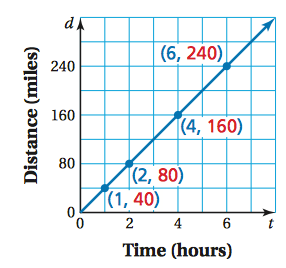 d
(6, 240)
240
160
(4, 160)
80
(2, 80)
(1, 40)
0
0 2 4 6 t
Distance (miles)
Time (hours)